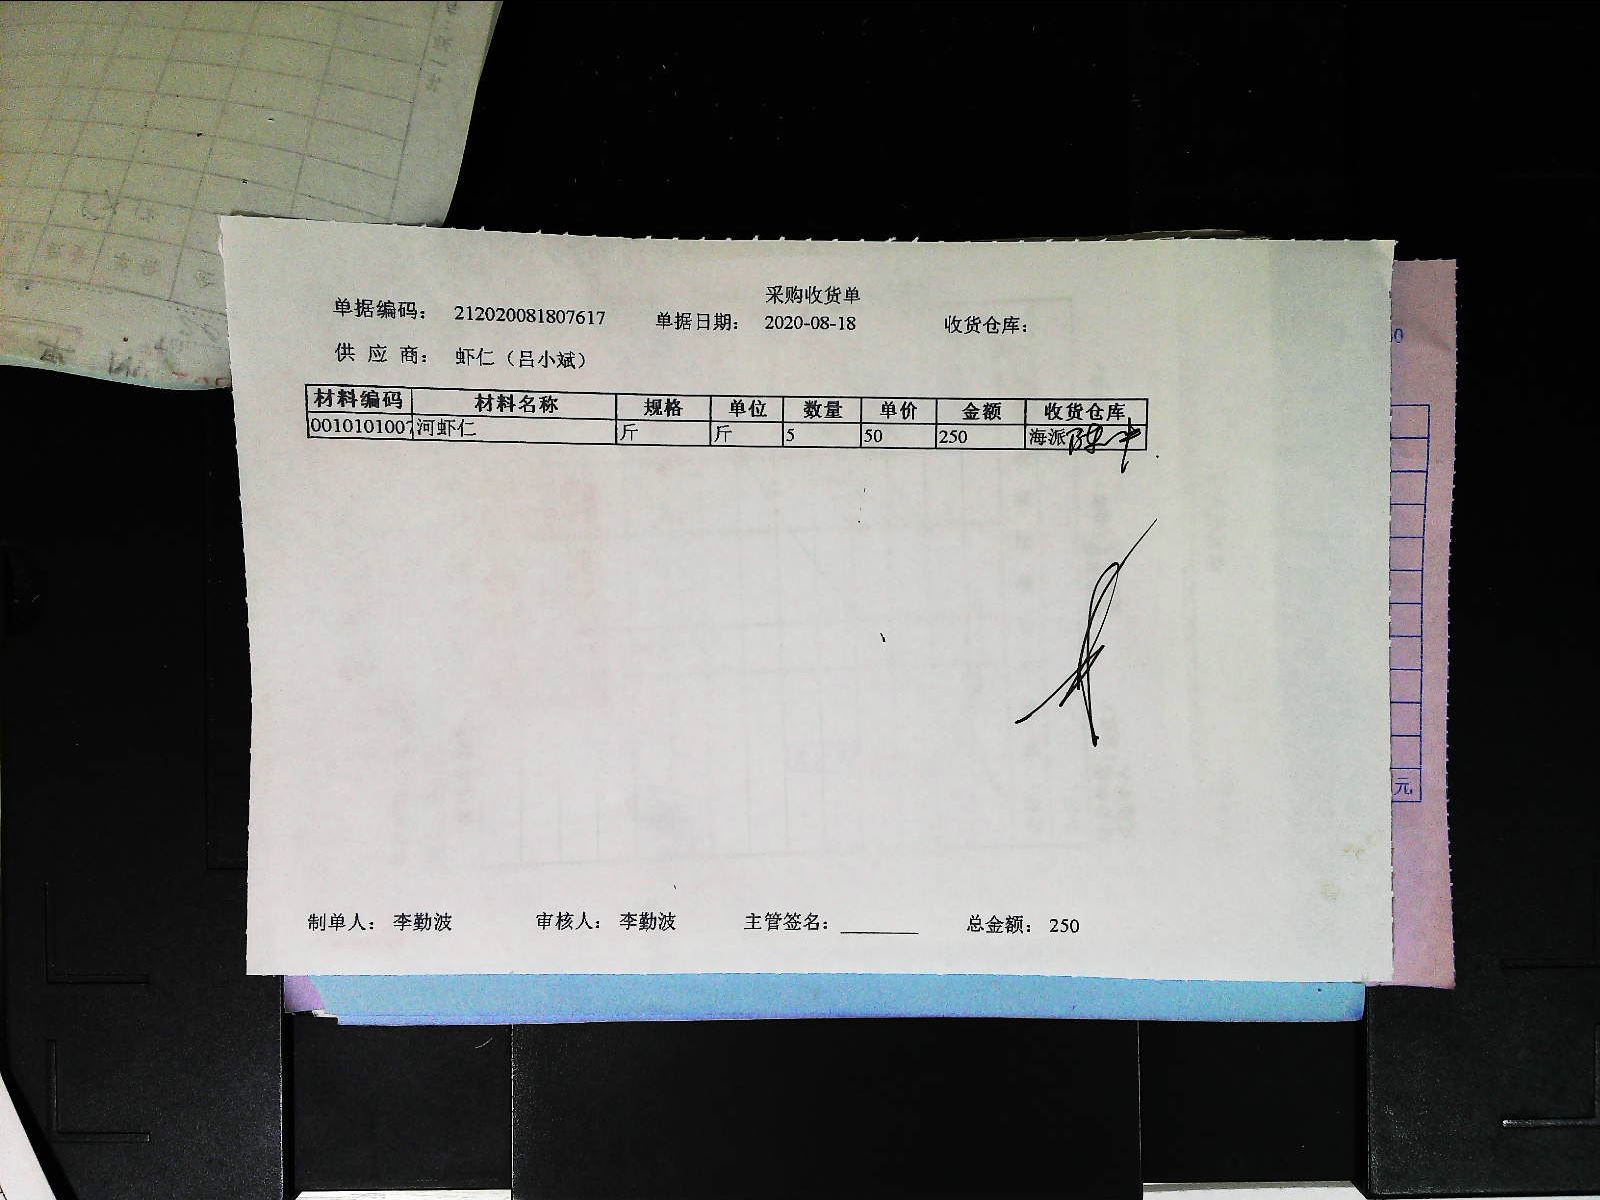 采购收货单
单据编码： 212020081807617 单据日期： 2020-08-18 收货仓库：
供 应 商： 虾仁（吕小斌）
材料编码 材料名称 规格 单位 数量 单价 金额 收货仓库
0010101007 河虾仁 斤 斤 5 50 250 海派
制单人： 李勤波 审核人： 李勤波 主管签名： 总金额： 250
元